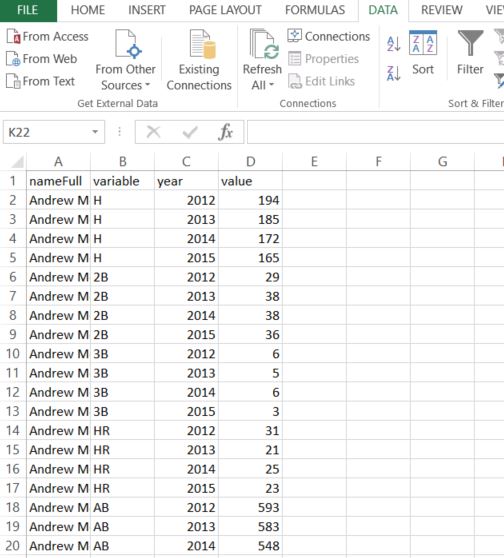 FILE HOME INSERT PAGE LAYOUT FORMULAS DATA REVIEW VIE
From Access
From Web
From Text
From Other Sources
Existing Connections
Refresh All
Connections
Properties
Edit Links
A Z
Z A
Z A A Z
Sort
Filter
Get External Data Connections Sort & Filter
K22 fx
A B C D E F G
1 nameFull variable year value
2 Andrew M H 2012 194
3 Andrew M H 2013 185
4 Andrew M H 2014 172
5 Andrew M H 2015 165
6 Andrew M 2B 2012 29
7 Andrew M 2B 2013 38
8 Andrew M 2B 2014 38
9 Andrew M 2B 2015 36
10 Andrew M 3B 2012 6
11 Andrew M 3B 2013 5
12 Andrew M 3B 2014 6
13 Andrew M 3B 2015 3
14 Andrew M HR 2012 31
15 Andrew M HR 2013 21
16 Andrew M HR 2014 25
17 Andrew M HR 2015 23
18 Andrew M AB 2012 593
19 Andrew M AB 2013 583
20 Andrew M AB 2014 548